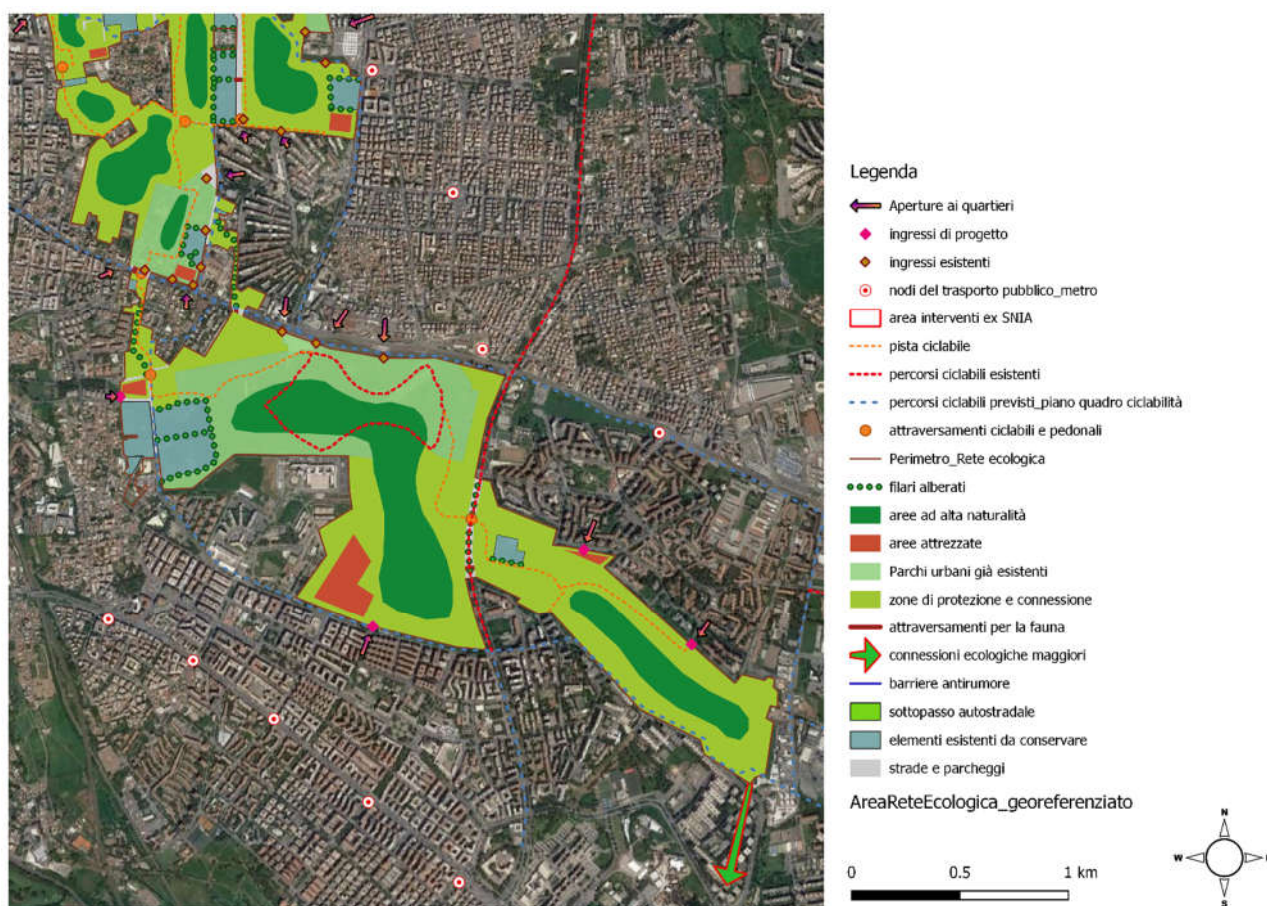 Legenda
Aperture ai quartieri
ingressi di progetto
ingressi esistenti
nodi del trasporto pubblico_metro
area interventi ex SNIA
pista ciclabile
percorsi ciclabili esistenti
percorsi ciclabili previsti_piano quadro ciclabilità
attraversamenti ciclabili e pedonali
Perimetro_Rete ecologica
filari alberati
aree ad alta naturalità
aree attrezzate
Parchi urbani già esistenti
zone di protezione e connessione
attraversamenti per la fauna
connessioni ecologiche maggiori
barriere antirumore
sottopasso autostradale
elementi esistenti da conservare
strade e parcheggi
AreaReteEcologica_georeferenziato
0 0.5 1 km
N
W
S